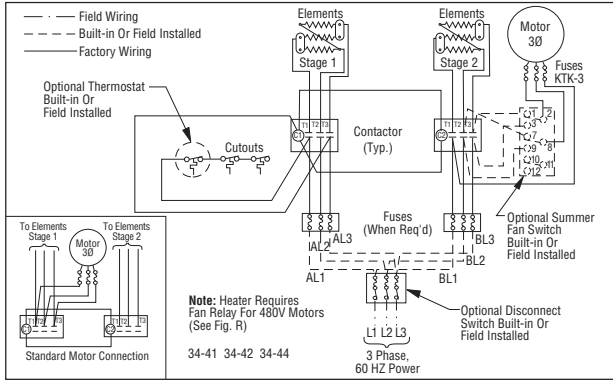 Field Wiring
Built-in Or Field Installed
Factory Wiring
Elements
Stage 1
Elements
Stage 2
Motor
3Ø
Fuses
KTK-3
Optional Thermostat
Built-in Or
Field Installed
Cutouts
C1
T1 T2 T3
Contactor
(Typ.)
C2
T1 T2 T3
1 2
3
7
9 8
10
11
12
Optional Summer
Fan Switch
Built-in Or
Field Installed
Fuses
(When Req'd)
AL3
AL2
AL1
BL3
BL2
BL1
Optional Disconnect
Switch Built-in Or
Field Installed
L1 L2 L3
3 Phase,
60 HZ Power
Note: Heater Requires
Fan Relay For 480V Motors
(See Fig. R)
34-41 34-42 34-44
To Elements
Stage 1
To Elements
Stage 2
Motor
3Ø
T1 T2 T3
T1 T2 T3
Standard Motor Connection